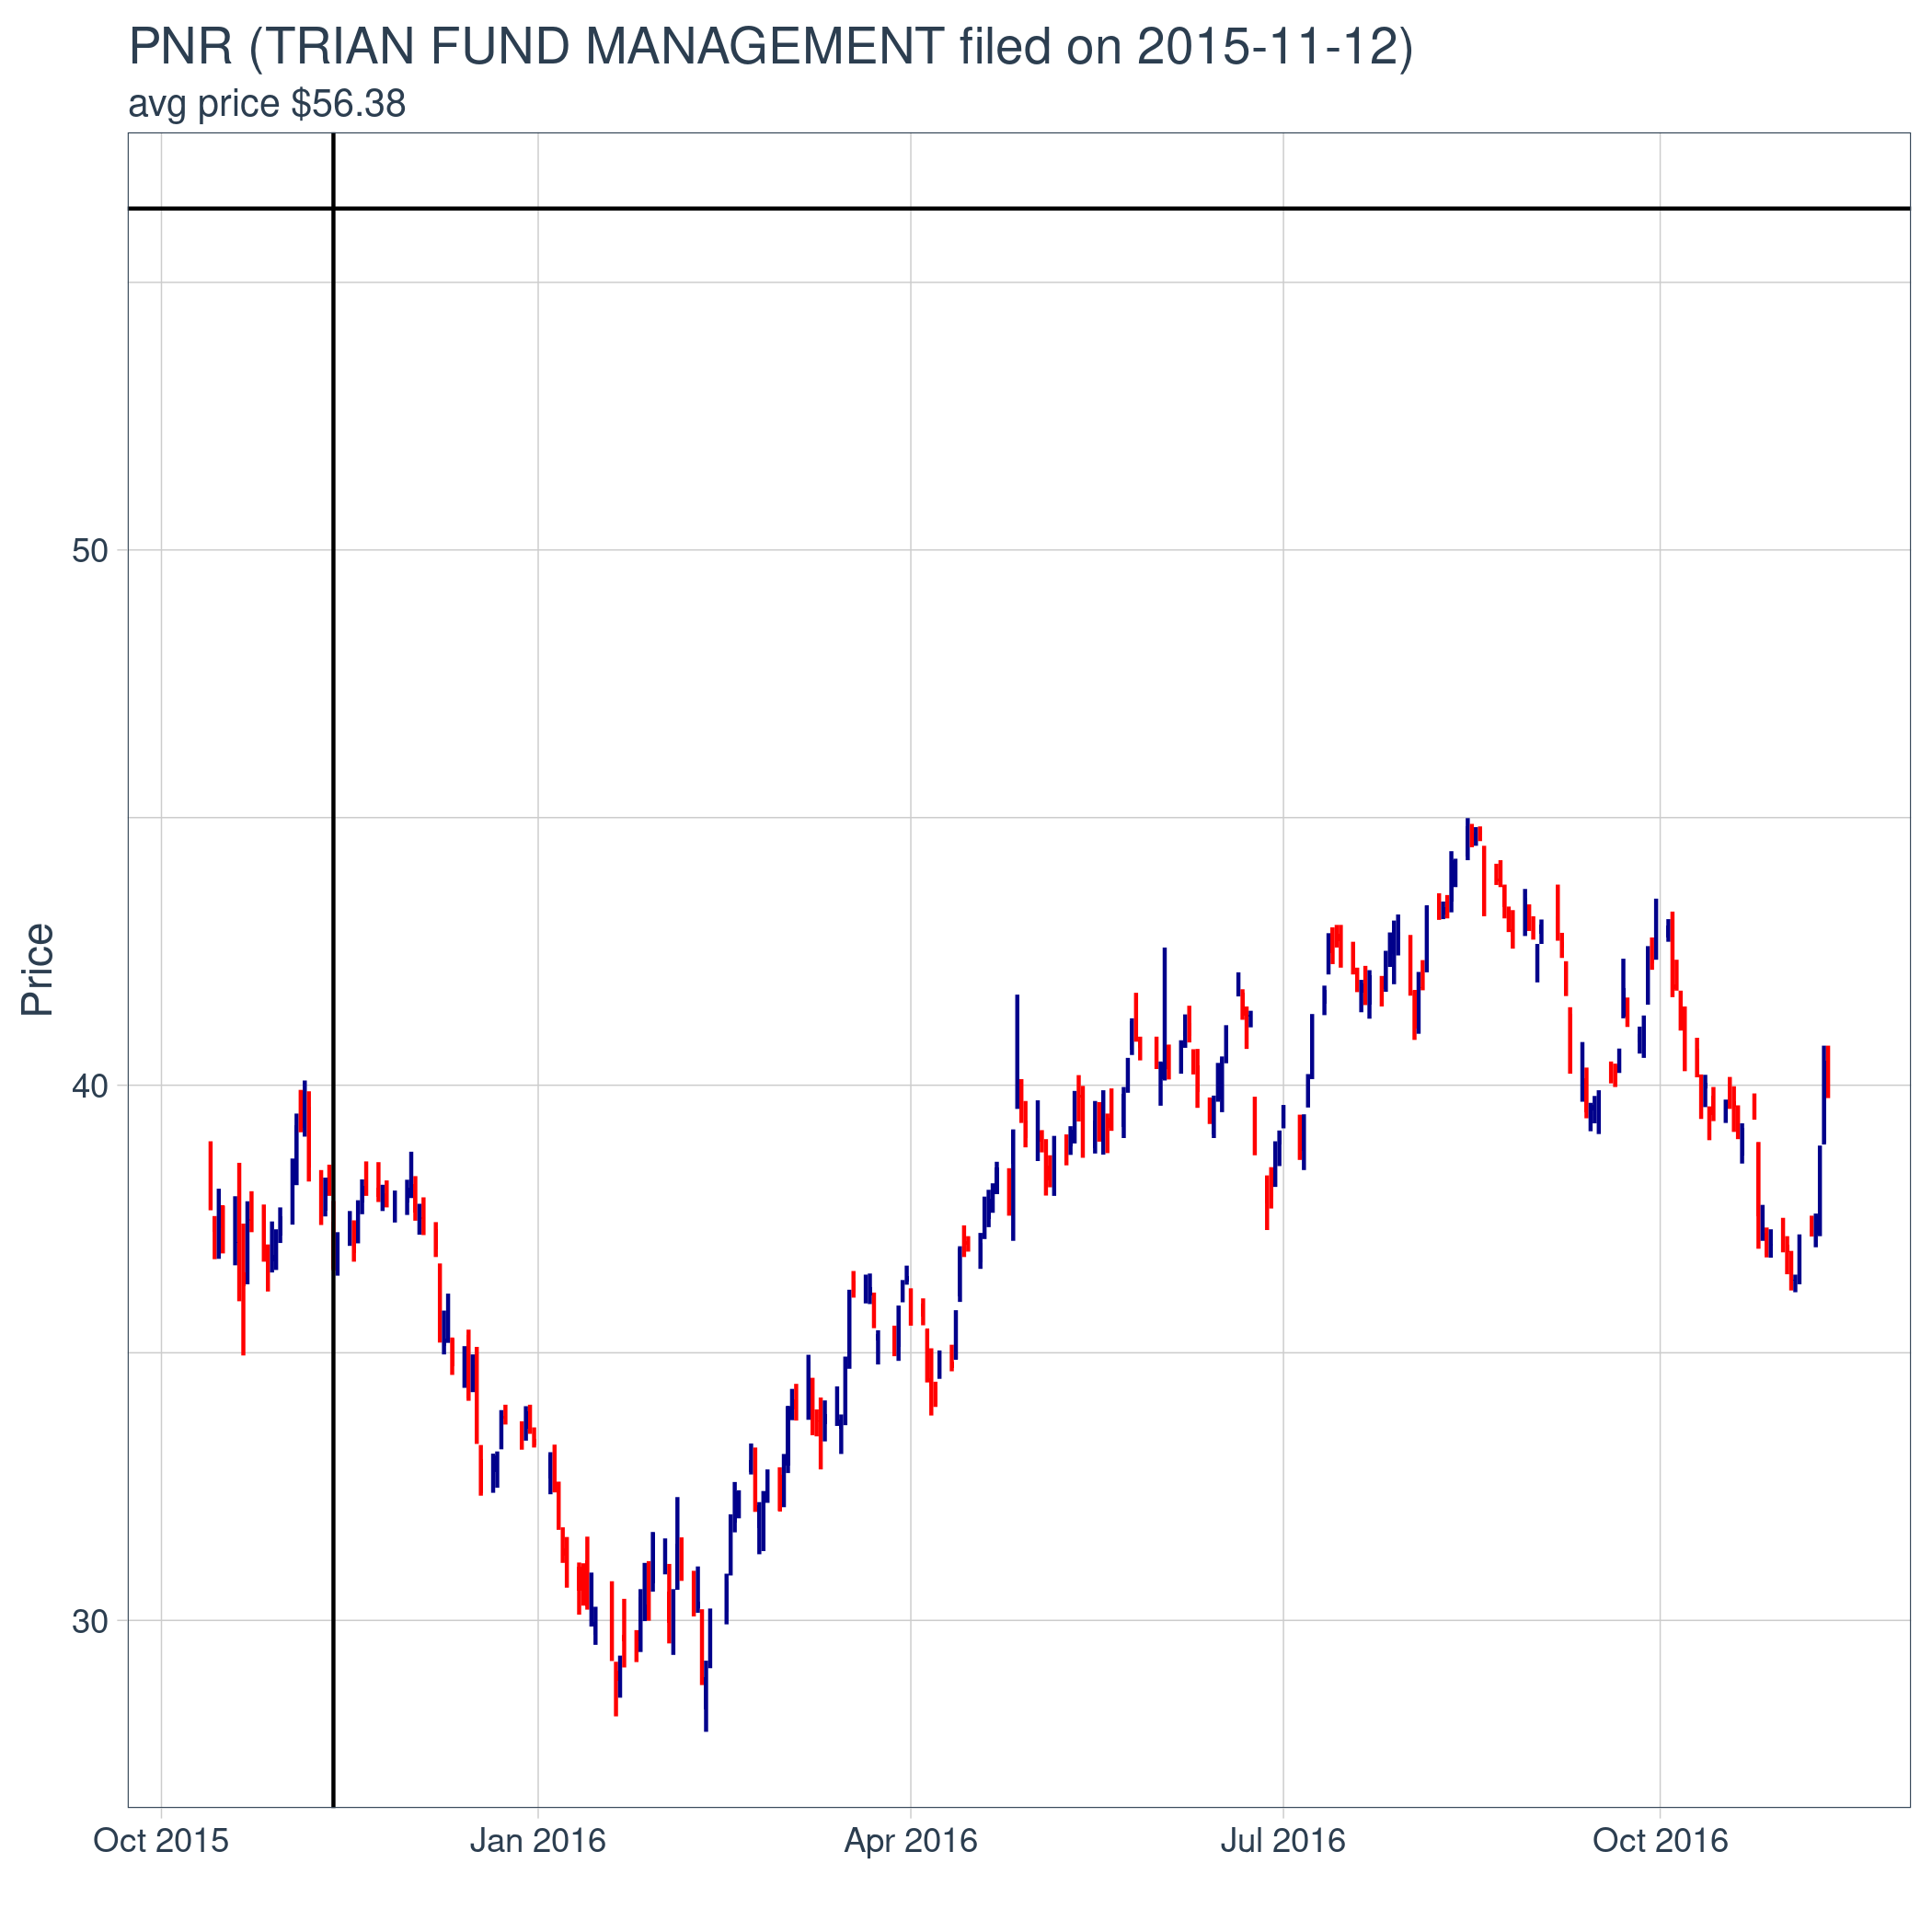 PNR (TRIAN FUND MANAGEMENT filed on 2015-11-12)
avg price $56.38
Price
50
40
30
Oct 2015
Jan 2016
Apr 2016
Jul 2016
Oct 2016